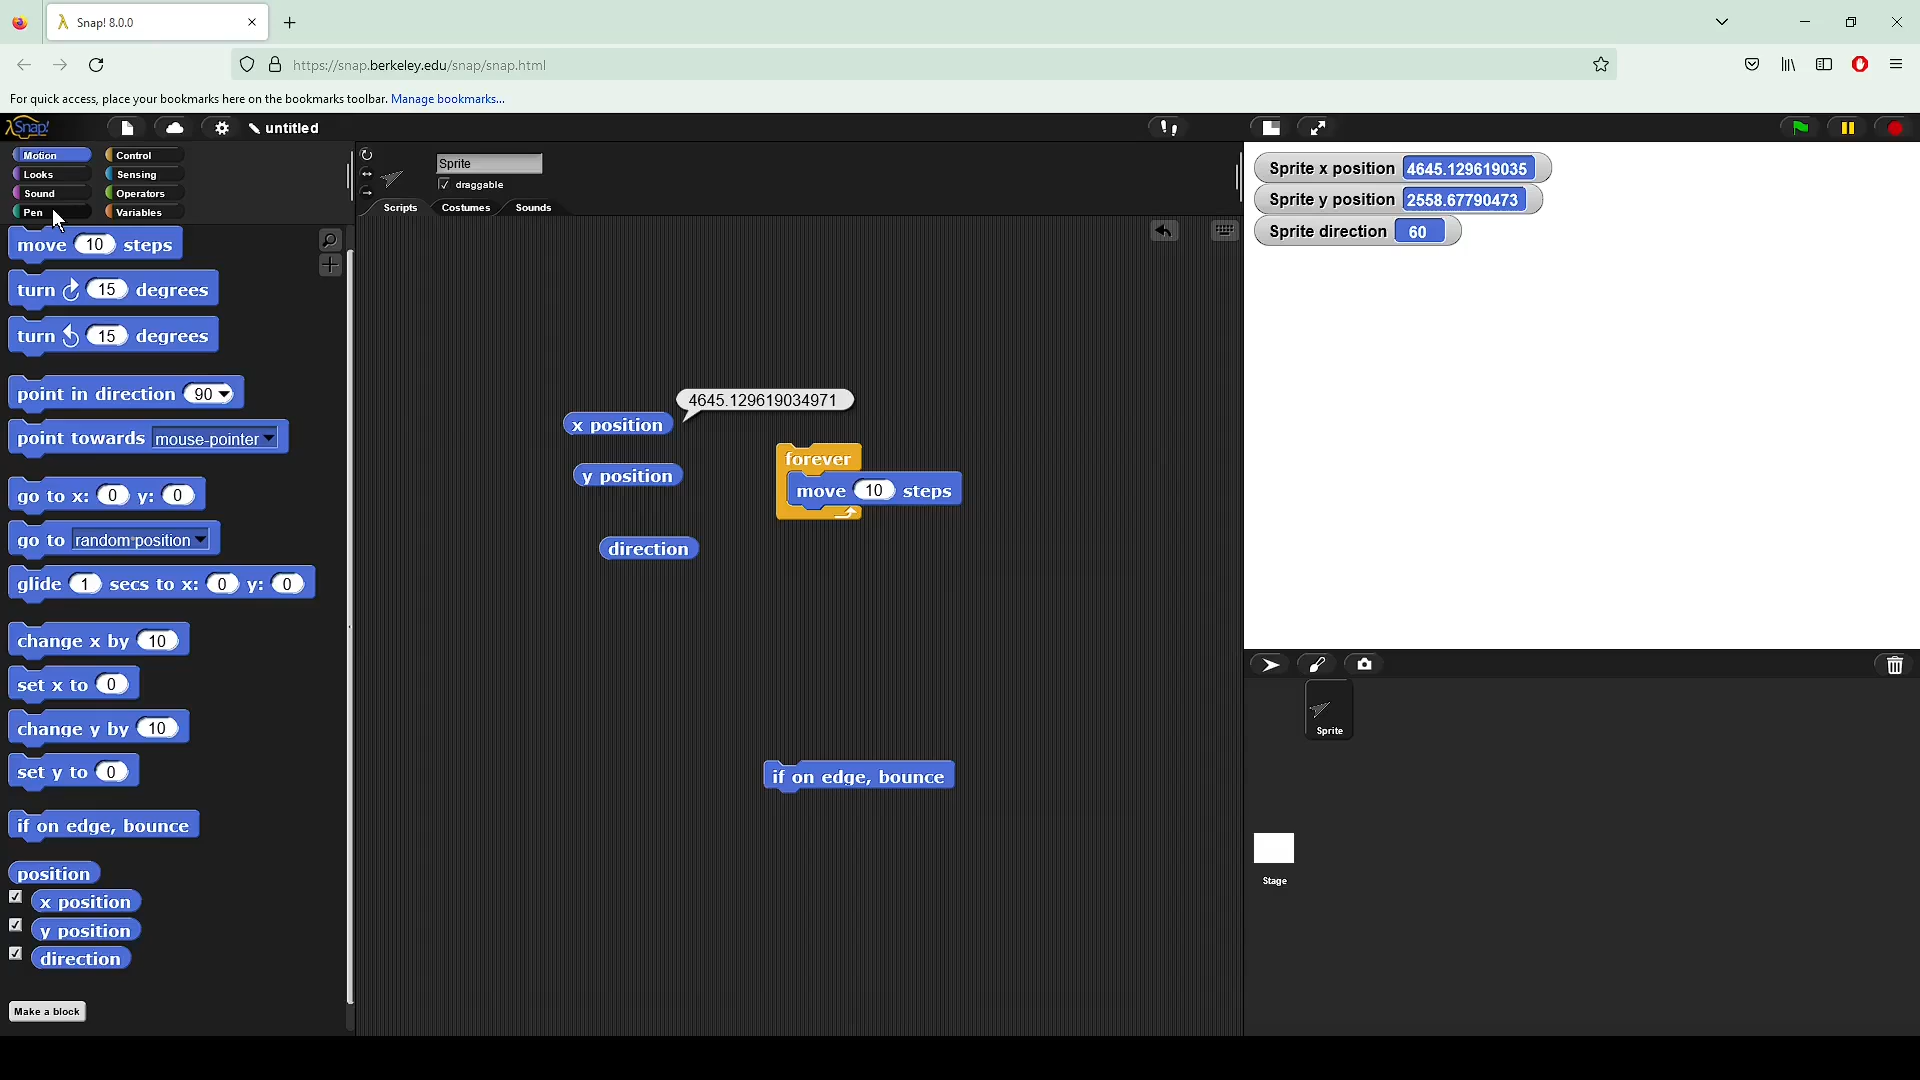 Snap! 8.0.0
https://snap.berkeley.edu/snap/snap.html
For quick access, place your bookmarks here on the bookmarks toolbar. Manage bookmarks...
Snap!
untitled
Motion
Control
Looks
Sensing
Sound
Operators
Pen
Variables
move 10 steps
turn 15 degrees
turn 15 degrees
point in direction 90
point towards mouse-pointer
go to x: 0 y: 0
go to random position
glide 1 secs to x: 0 y: 0
change x by 10
set x to 0
change y by 10
set y to 0
if on edge, bounce
position
x position
y position
direction
Make a block
Sprite
draggable
Scripts
Costumes
Sounds
4645.129619034971
x position
y position
direction
forever
move 10 steps
if on edge, bounce
Sprite x position 4645.129619035
Sprite y position 2558.67790473
Sprite direction 60
Sprite
Stage